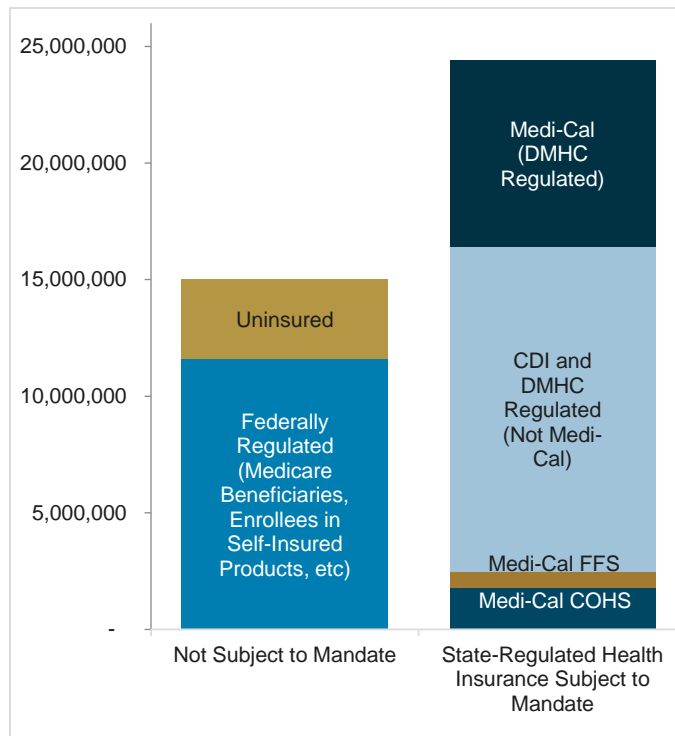 25,000,000
20,000,000
15,000,000
10,000,000
5,000,000
-
Uninsured
Federally
Regulated
(Medicare
Beneficiaries,
Enrollees in
Self-Insured
Products, etc)
Medi-Cal
(DMHC
Regulated)
CDI and
DMHC
Regulated
(Not Medi-
Cal)
Medi-Cal FFS
Medi-Cal COHS
Not Subject to Mandate
State-Regulated Health
Insurance Subject to
Mandate